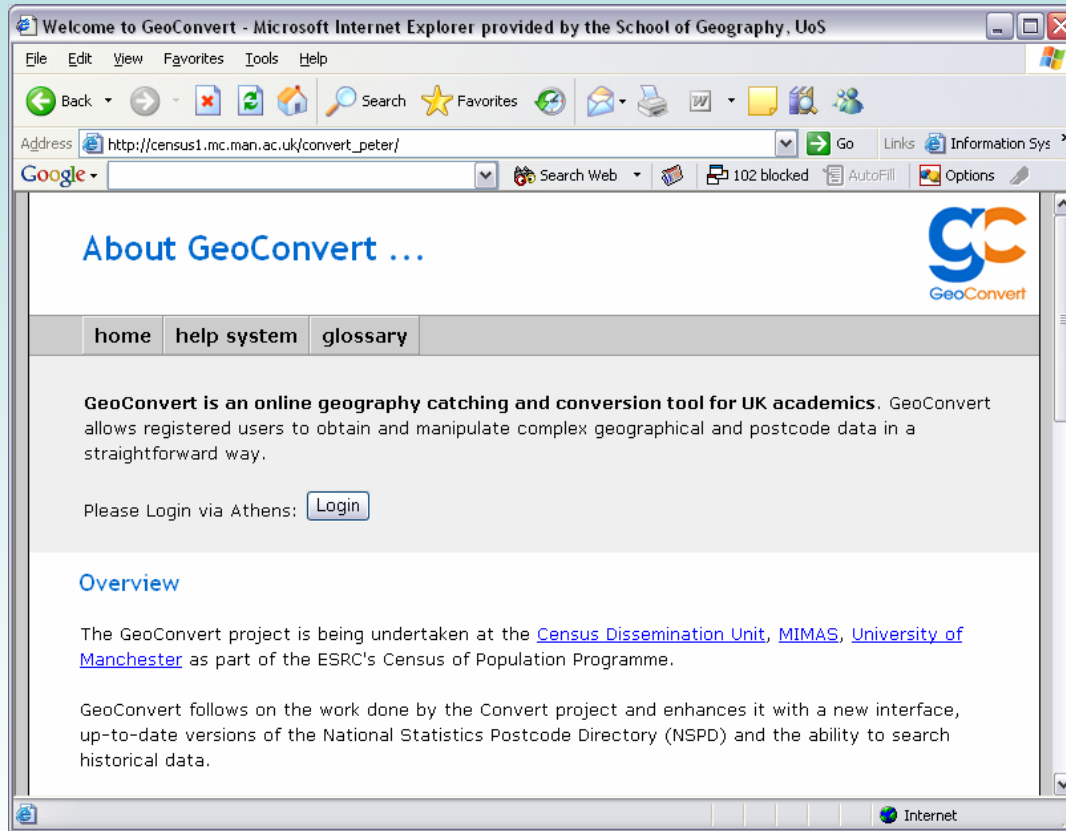 Welcome to GeoConvert - Microsoft Internet Explorer provided by the School of Geography, UoS
File Edit View Favorites Tools Help
Back Search Favorites
Address http://census1.mc.man.ac.uk/convert_peter/ Go Links Information Sys
Google Search Web 102 blocked AutoFill Options
About GeoConvert ...
gc
GeoConvert
home help system glossary
GeoConvert is an online geography catching and conversion tool for UK academics. GeoConvert
allows registered users to obtain and manipulate complex geographical and postcode data in a
straightforward way.
Please Login via Athens: Login
Overview
The GeoConvert project is being undertaken at the Census Dissemination Unit, MIMAS, University of
Manchester as part of the ESRC's Census of Population Programme.
GeoConvert follows on the work done by the Convert project and enhances it with a new interface,
up-to-date versions of the National Statistics Postcode Directory (NSPD) and the ability to search
historical data.
Internet